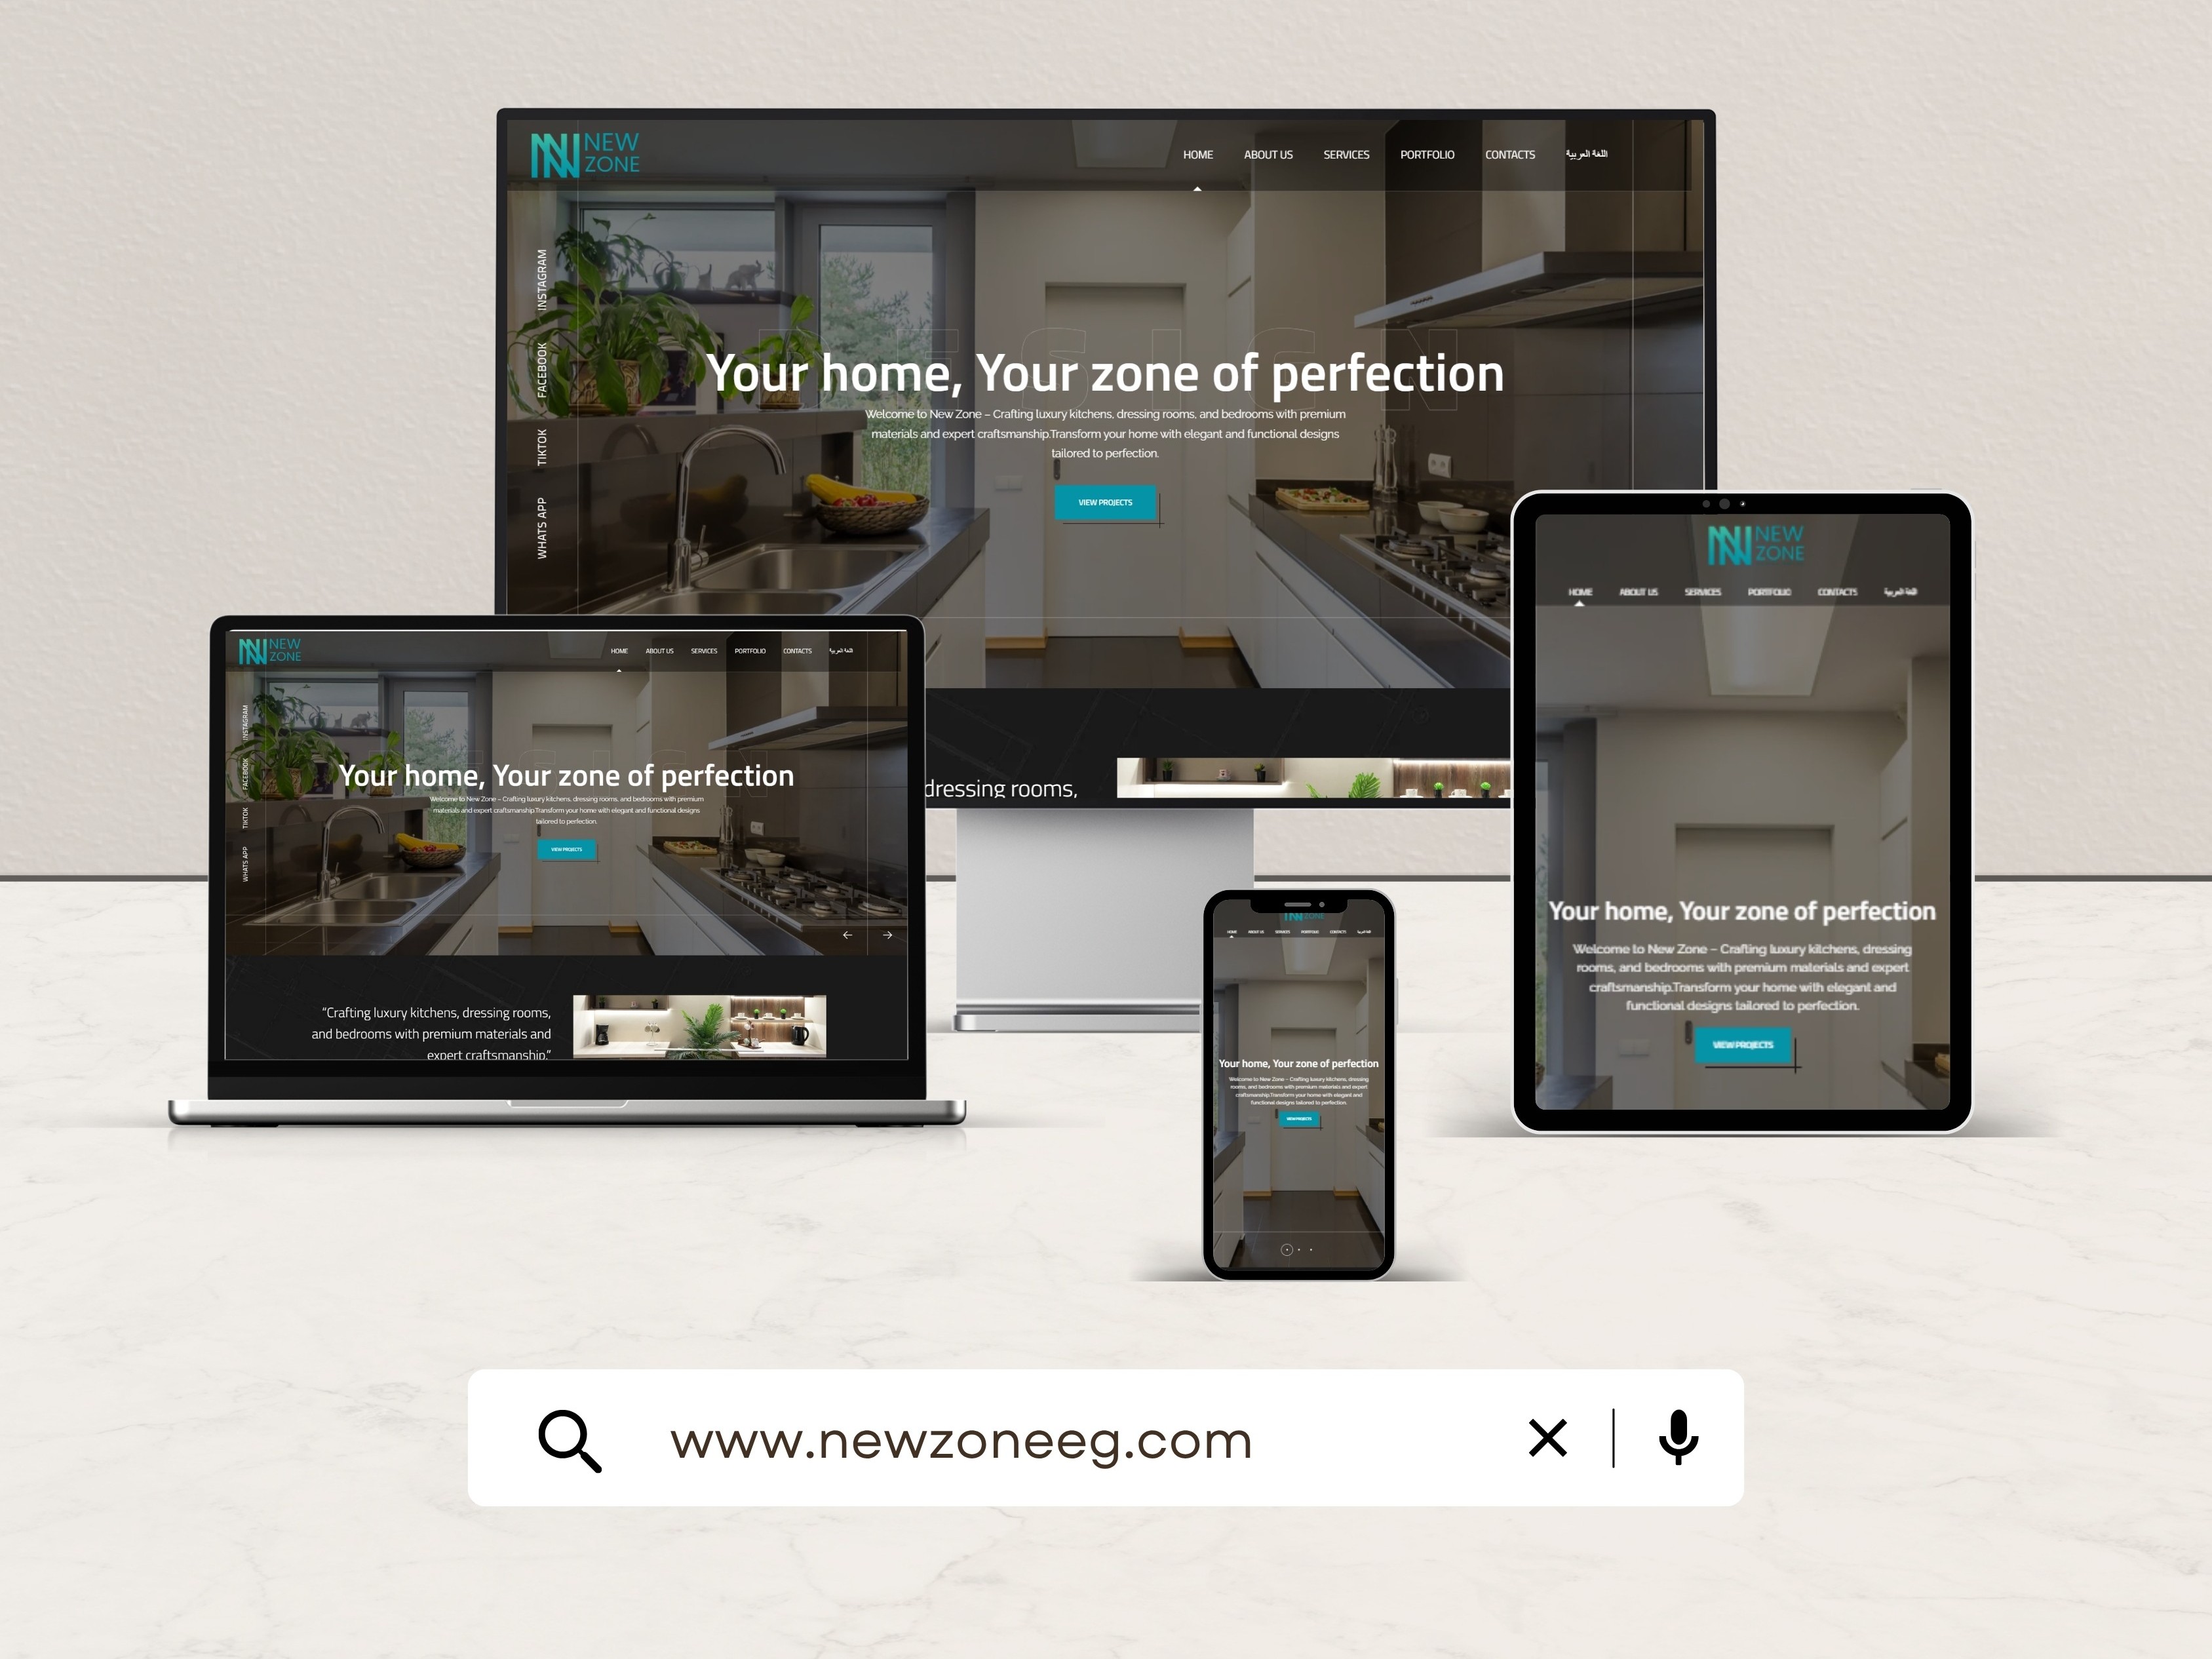 NEW
ZONE
HOME ABOUT US SERVICES PORTFOLIO CONTACTS اللغة العربية
INSTAGRAM
FACEBOOK
TIKTOK
WHATS APP
DESIGN
Your home, Your zone of perfection
Welcome to New Zone – Crafting luxury kitchens, dressing rooms, and bedrooms with premium
materials and expert craftsmanship.Transform your home with elegant and functional designs
tailored to perfection.
VIEW PROJECTS
dressing rooms,
NEW
ZONE
HOME ABOUT US SERVICES PORTFOLIO CONTACTS اللغة العربية
INSTAGRAM
FACEBOOK
TIKTOK
WHATS APP
Your home, Your zone of perfection
Welcome to New Zone – Crafting luxury kitchens, dressing rooms, and bedrooms with premium
materials and expert craftsmanship.Transform your home with elegant and functional designs
tailored to perfection.
VIEW PROJECTS
"Crafting luxury kitchens, dressing rooms,
and bedrooms with premium materials and
expert craftsmanship."
NEW
ZONE
HOME ABOUT US SERVICES PORTFOLIO CONTACTS اللغة العربية
Your home, Your zone of perfection
Welcome to New Zone – Crafting luxury kitchens, dressing
rooms, and bedrooms with premium materials and expert
craftsmanship.Transform your home with elegant and
functional designs tailored to perfection.
VIEW PROJECTS
ZONE
HOME ABOUT US SERVICES PORTFOLIO CONTACTS اللغة العربية
Your home, Your zone of perfection
Welcome to New Zone – Crafting luxury kitchens, dressing
rooms, and bedrooms with premium materials and expert
craftsmanship.Transform your home with elegant and
functional designs tailored to perfection.
VIEW PROJECTS
www.newzoneeg.com